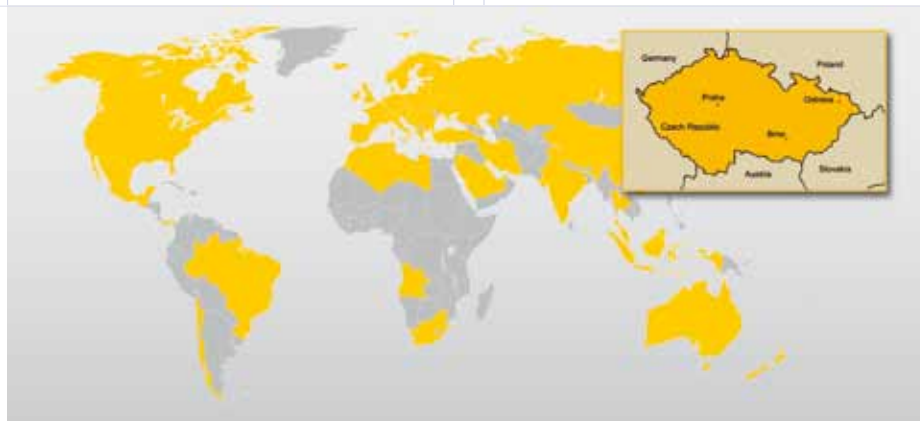 Germany
Poland
Praha
Ostrava
Czech Republic
Brno
Austria
Slovakia